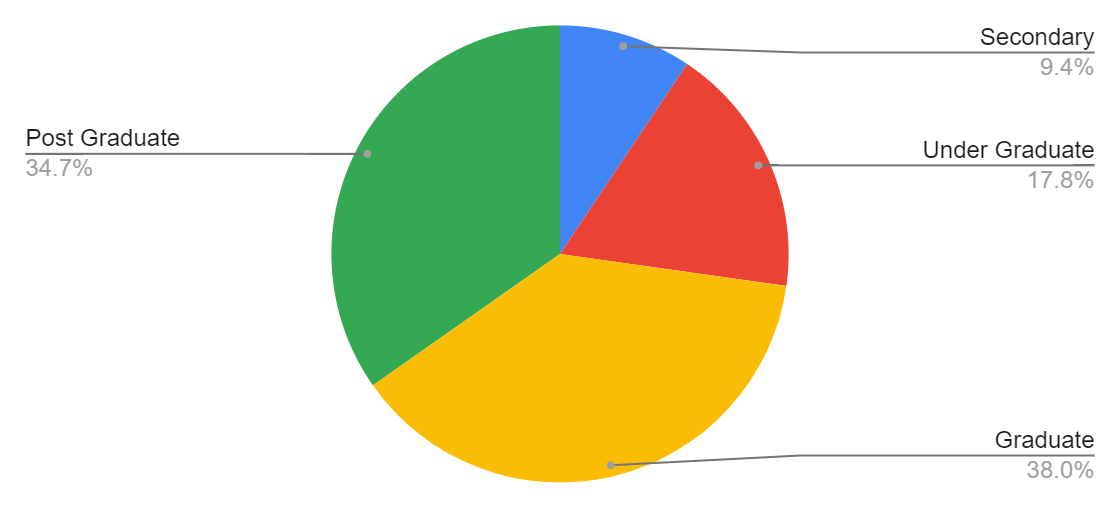 Secondary
9.4%
Post Graduate
34.7%
Under Graduate
17.8%
Graduate
38.0%